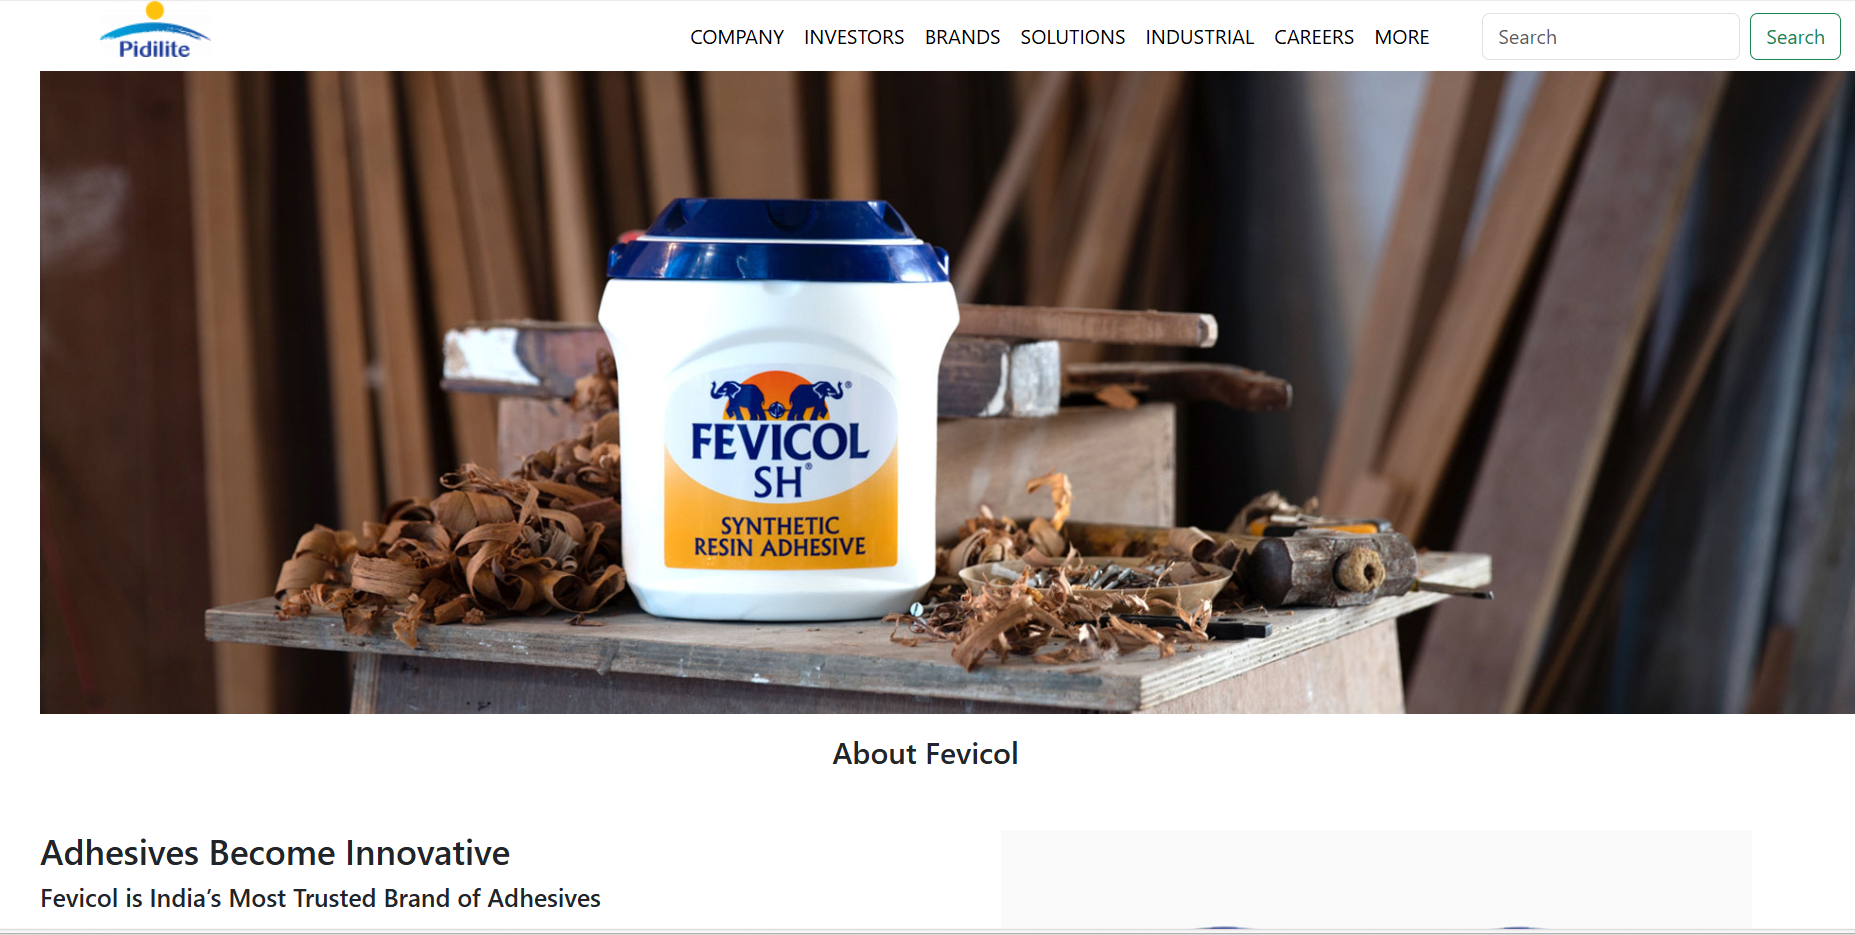 Pidilite
COMPANY INVESTORS BRANDS SOLUTIONS INDUSTRIAL CAREERS MORE Search Search
FEVICOL
SH®
SYNTHETIC
RESIN ADHESIVE
About Fevicol
Adhesives Become Innovative
Fevicol is India’s Most Trusted Brand of Adhesives